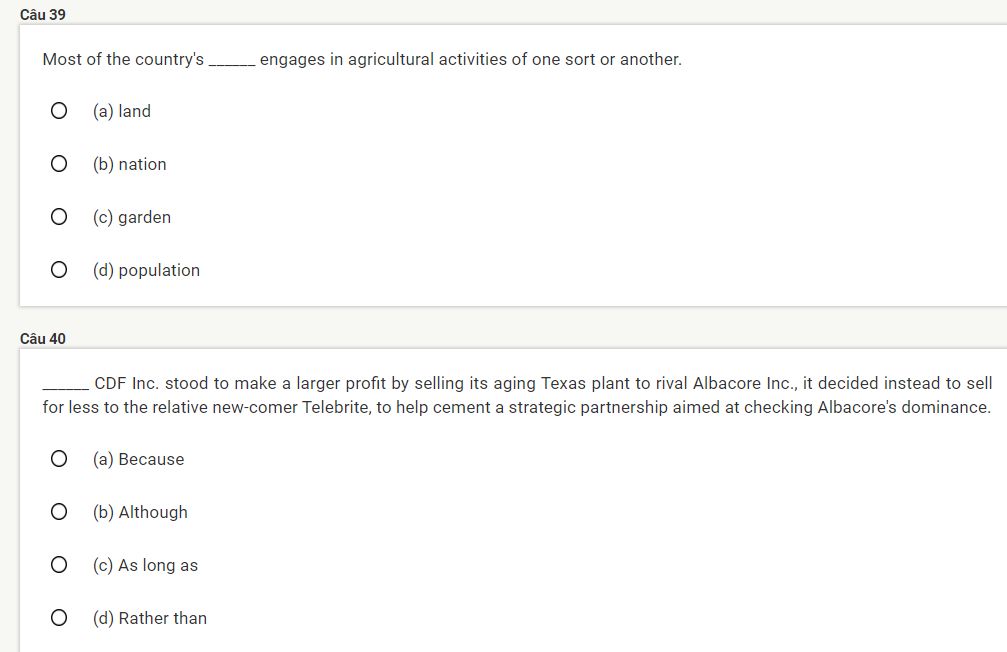 Câu 39
Most of the country's ______ engages in agricultural activities of one sort or another.
(a) land
(b) nation
(c) garden
(d) population
Câu 40
______ CDF Inc. stood to make a larger profit by selling its aging Texas plant to rival Albacore Inc., it decided instead to sell
for less to the relative new-comer Telebrite, to help cement a strategic partnership aimed at checking Albacore's dominance.
(a) Because
(b) Although
(c) As long as
(d) Rather than